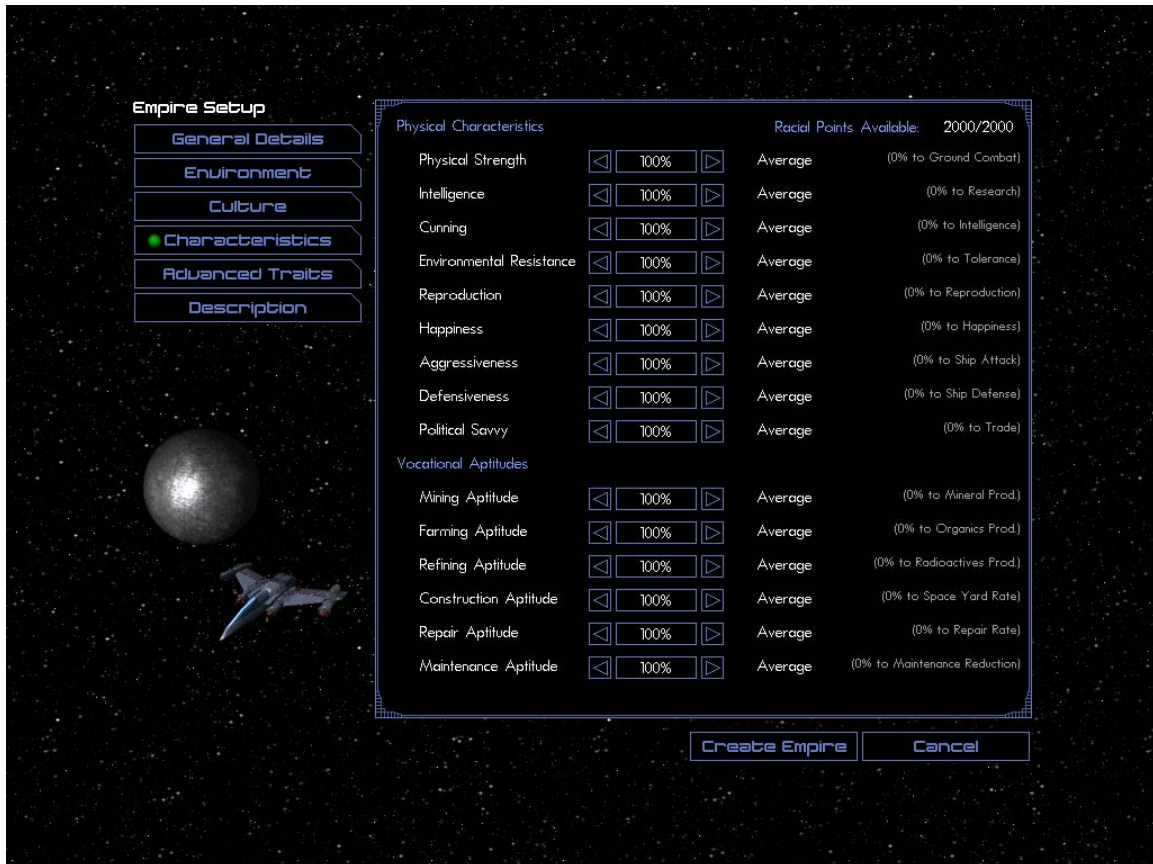 Empire Setup
General Details
Environment
Culture
Characteristics
Advanced Traits
Description
Physical Characteristics Racial Points Available: 2000/2000
Physical Strength 100% Average (0% to Ground Combat)
Intelligence 100% Average (0% to Research)
Cunning 100% Average (0% to Intelligence)
Environmental Resistance 100% Average (0% to Tolerance)
Reproduction 100% Average (0% to Reproduction)
Happiness 100% Average (0% to Happiness)
Aggressiveness 100% Average (0% to Ship Attack)
Defensiveness 100% Average (0% to Ship Defense)
Political Savvy 100% Average (0% to Trade)
Vocational Aptitudes
Mining Aptitude 100% Average (0% to Mineral Prod.)
Farming Aptitude 100% Average (0% to Organics Prod.)
Refining Aptitude 100% Average (0% to Radioactives Prod.)
Construction Aptitude 100% Average (0% to Space Yard Rate)
Repair Aptitude 100% Average (0% to Repair Rate)
Maintenance Aptitude 100% Average (0% to Maintenance Reduction)
Create Empire Cancel